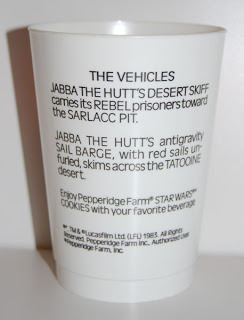 THE VEHICLES
JABBA THE HUTT'S DESERT SKIFF
carries its REBEL prisoners toward
the SARLACC PIT.
JABBA THE HUTT'S antigravity
SAIL BARGE, with red sails un-
furled, skims across the TATOOINE
desert.
Enjoy Pepperidge Farm® STAR WARS™
COOKIES with your favorite beverage.
*™ & ©Lucasfilm Ltd. (LFL) 1983. All Rights
Reserved. Pepperidge Farm Inc., Authorized User.
Pepperidge Farm, Inc.